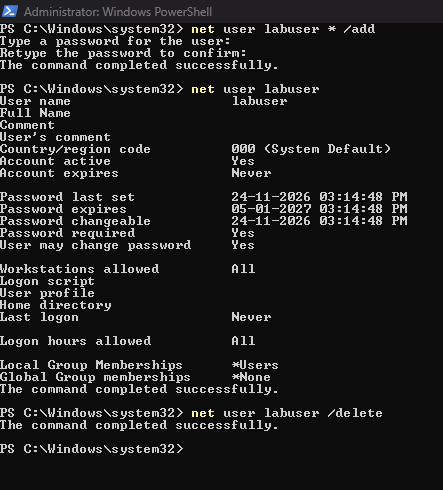 Administrator: Windows PowerShell
PS C:\Windows\system32> net user labuser * /add
Type a password for the user:
Retype the password to confirm:
The command completed successfully.
PS C:\Windows\system32> net user labuser
User name labuser
Full Name
Comment
User's comment
Country/region code 000 (System Default)
Account active Yes
Account expires Never
Password last set 24-11-2026 03:14:48 PM
Password expires 05-01-2027 03:14:48 PM
Password changeable 24-11-2026 03:14:48 PM
Password required Yes
User may change password Yes
Workstations allowed All
Logon script
User profile
Home directory
Last logon Never
Logon hours allowed All
Local Group Memberships *Users
Global Group memberships *None
The command completed successfully.
PS C:\Windows\system32> net user labuser /delete
The command completed successfully.
PS C:\Windows\system32>